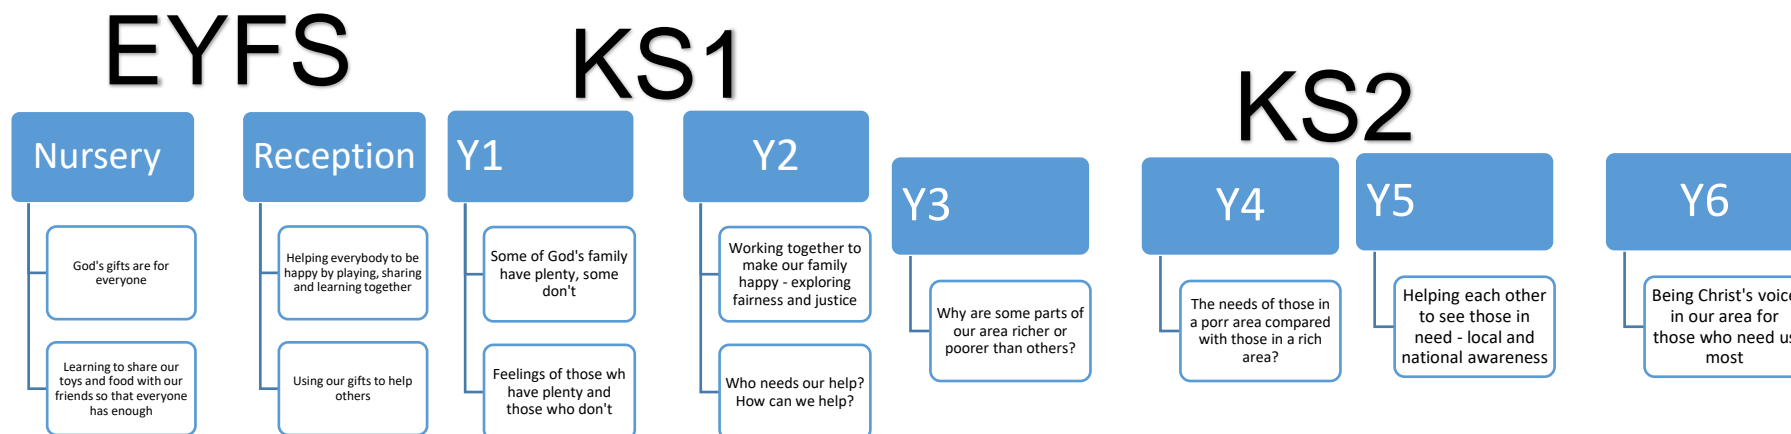 EYFS
KS1
KS2
Nursery
God's gifts are for
everyone
Learning to share our
toys and food with our
friends so that everyone
has enough
Reception
Helping everybody to be
happy by playing, sharing
and learning together
Using our gifts to help
others
Y1
Some of God's family
have plenty, some
don't
Feelings of those wh
have plenty and
those who don't
Y2
Working together to
make our family
happy - exploring
fairness and justice
Who needs our help?
How can we help?
Y3
Why are some parts of
our area richer or
poorer than others?
Y4
The needs of those in
a porr area compared
with those in a rich
area?
Y5
Helping each other
to see those in
need - local and
national awareness
Y6
Being Christ's voice
in our area for
those who need us
most